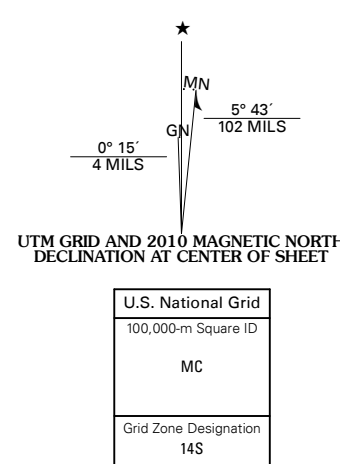 ★
MN
GN
5° 43´
102 MILS
0° 15´
4 MILS
UTM GRID AND 2010 MAGNETIC NORTH
DECLINATION AT CENTER OF SHEET
U.S. National Grid
100,000-m Square ID
MC
Grid Zone Designation
14S